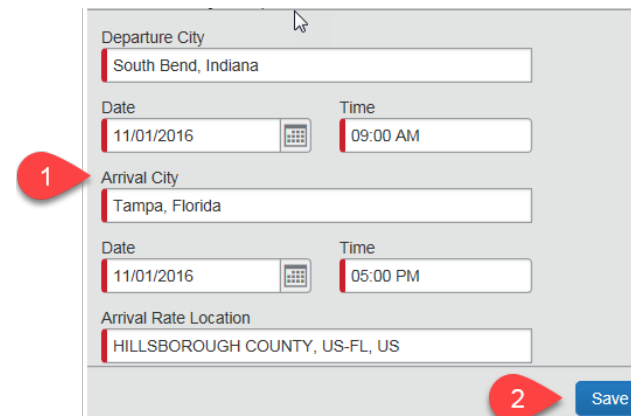 Departure City
South Bend, Indiana
Date Time
11/01/2016 09:00 AM
1
Arrival City
Tampa, Florida
Date Time
11/01/2016 05:00 PM
Arrival Rate Location
HILLSBOROUGH COUNTY, US-FL, US
2 Save